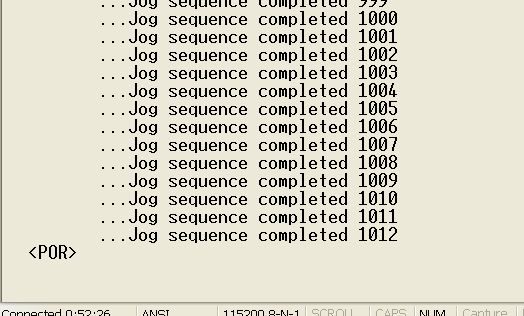 ...Jog sequence completed 999
...Jog sequence completed 1000
...Jog sequence completed 1001
...Jog sequence completed 1002
...Jog sequence completed 1003
...Jog sequence completed 1004
...Jog sequence completed 1005
...Jog sequence completed 1006
...Jog sequence completed 1007
...Jog sequence completed 1008
...Jog sequence completed 1009
...Jog sequence completed 1010
...Jog sequence completed 1011
...Jog sequence completed 1012
<POR>
Connected 0:52:26 ANSI 115200 8-N-1 SCROLL CAPS NUM Capture